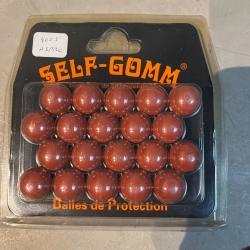 SELF-GOMM®
Balles de Protection